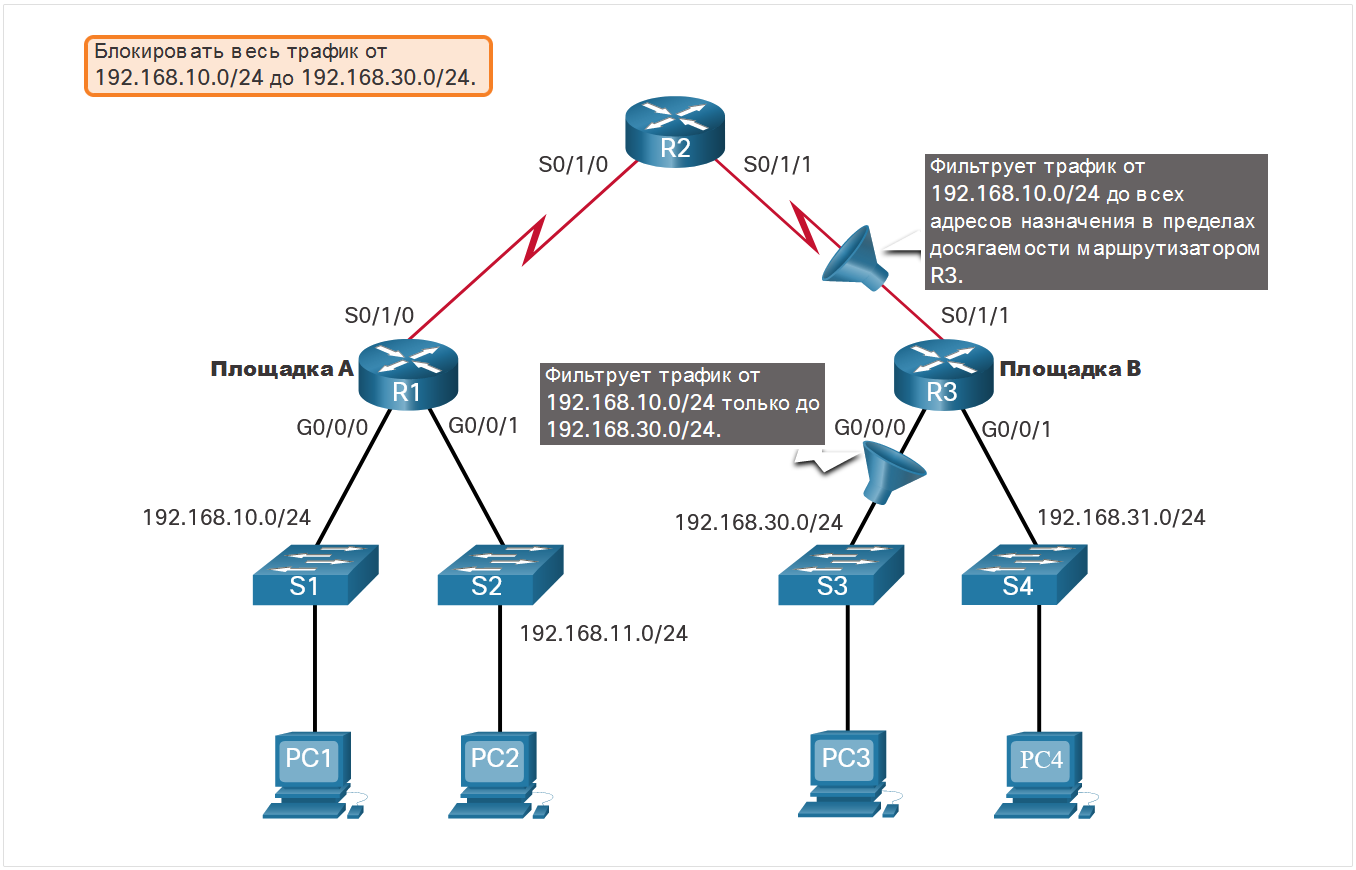 Блокировать весь трафик от
192.168.10.0/24 до 192.168.30.0/24.
R2
S0/1/0
S0/1/1
Фильтрует трафик от
192.168.10.0/24 до всех
адресов назначения в пределах
досягаемости маршрутизатором
R3.
S0/1/0
S0/1/1
Площадка A
R1
Фильтрует трафик от
192.168.10.0/24 только до
192.168.30.0/24.
R3
Площадка B
G0/0/0
G0/0/1
G0/0/0
G0/0/1
192.168.10.0/24
192.168.30.0/24
192.168.31.0/24
S1
S2
S3
S4
192.168.11.0/24
PC1
PC2
PC3
PC4